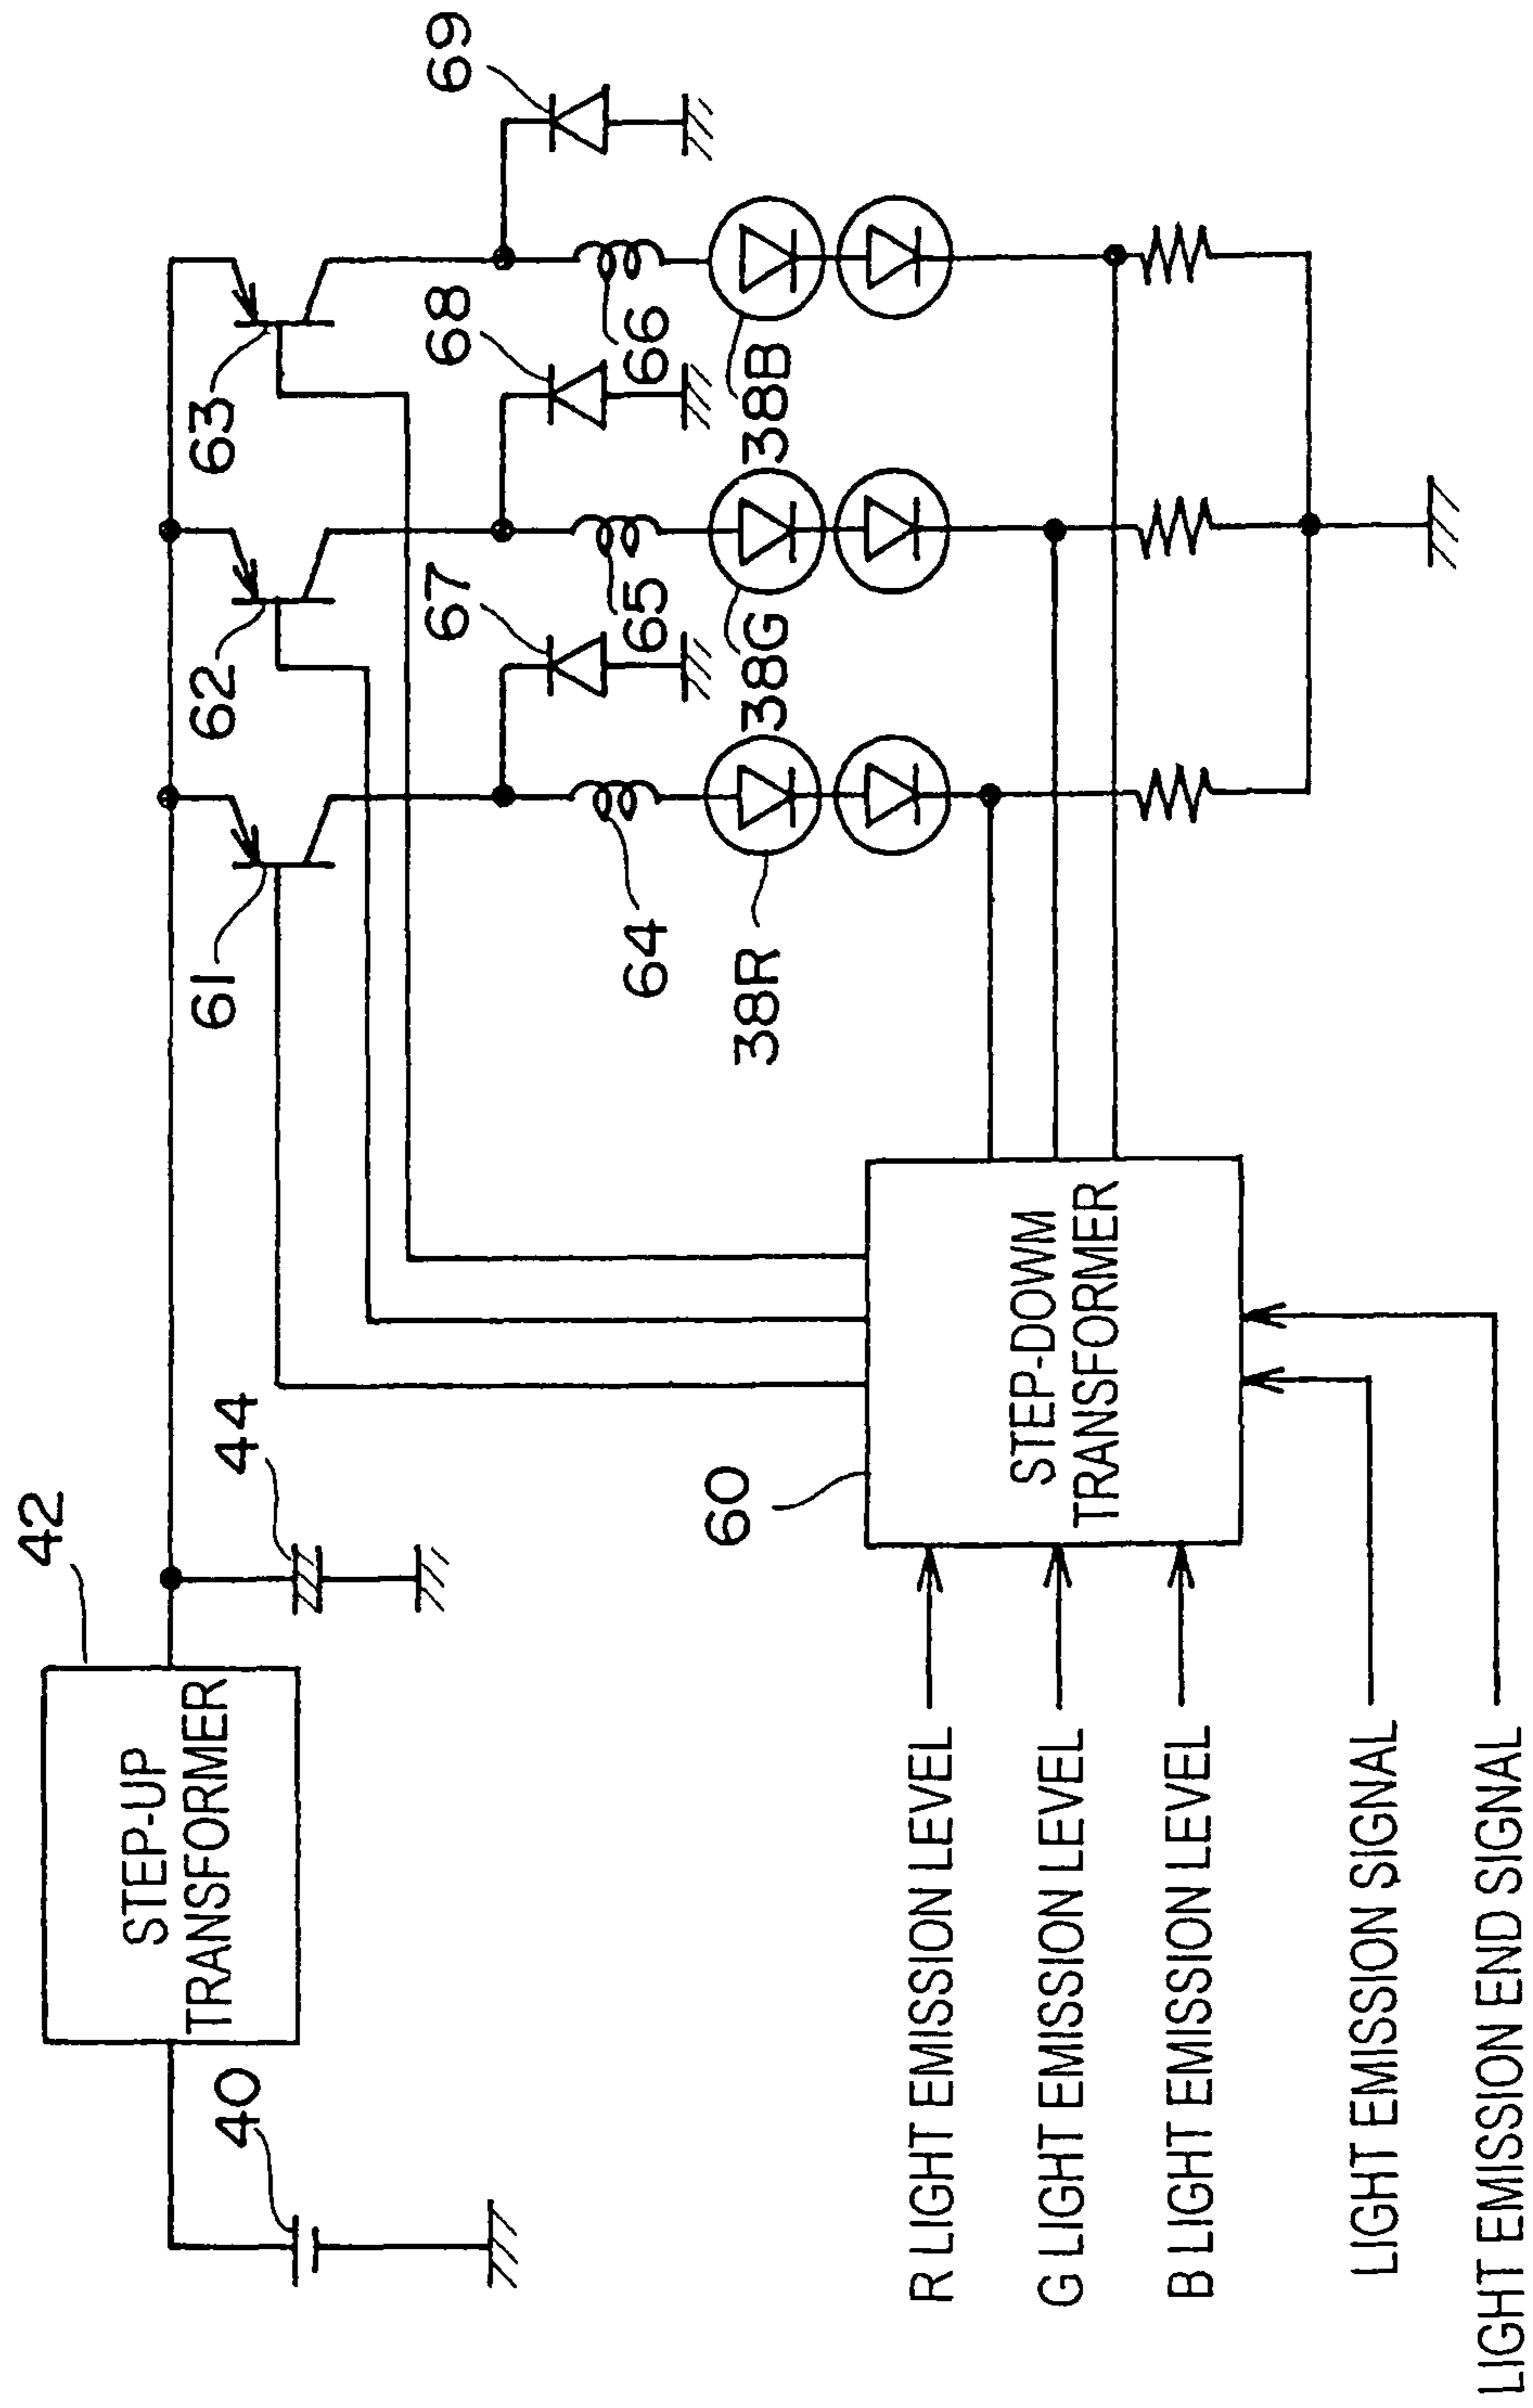 42
STEP-UP
TRANSFORMER
40
44
61
62
63
64
65
66
67
68
69
38R
38G
38B
60
STEP-DOWM
TRANSFORMER
R LIGHT EMISSION LEVEL
G LIGHT EMISSION LEVEL
B LIGHT EMISSION LEVEL
LIGHT EMISSION SIGNAL
LIGHT EMISSION END SIGNAL